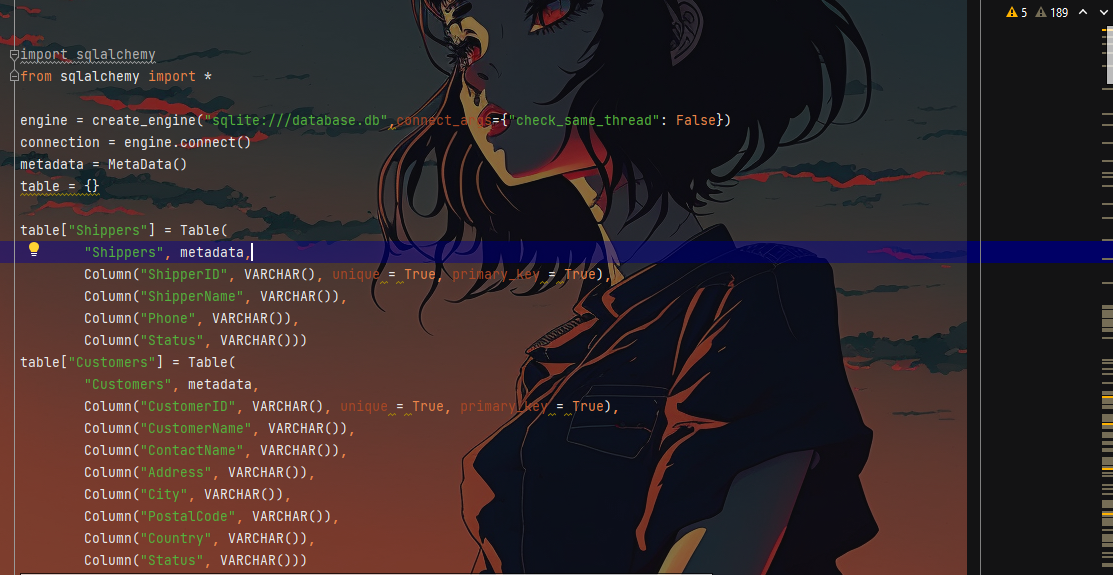 5 189
import sqlalchemy
from sqlalchemy import *
engine = create_engine("sqlite:///database.db",connect_args={"check_same_thread": False})
connection = engine.connect()
metadata = MetaData()
table = {}
table["Shippers"] = Table(
"Shippers", metadata,
Column("ShipperID", VARCHAR(), unique = True, primary_key = True),
Column("ShipperName", VARCHAR()),
Column("Phone", VARCHAR()),
Column("Status", VARCHAR()))
table["Customers"] = Table(
"Customers", metadata,
Column("CustomerID", VARCHAR(), unique = True, primary_key = True),
Column("CustomerName", VARCHAR()),
Column("ContactName", VARCHAR()),
Column("Address", VARCHAR()),
Column("City", VARCHAR()),
Column("PostalCode", VARCHAR()),
Column("Country", VARCHAR()),
Column("Status", VARCHAR()))